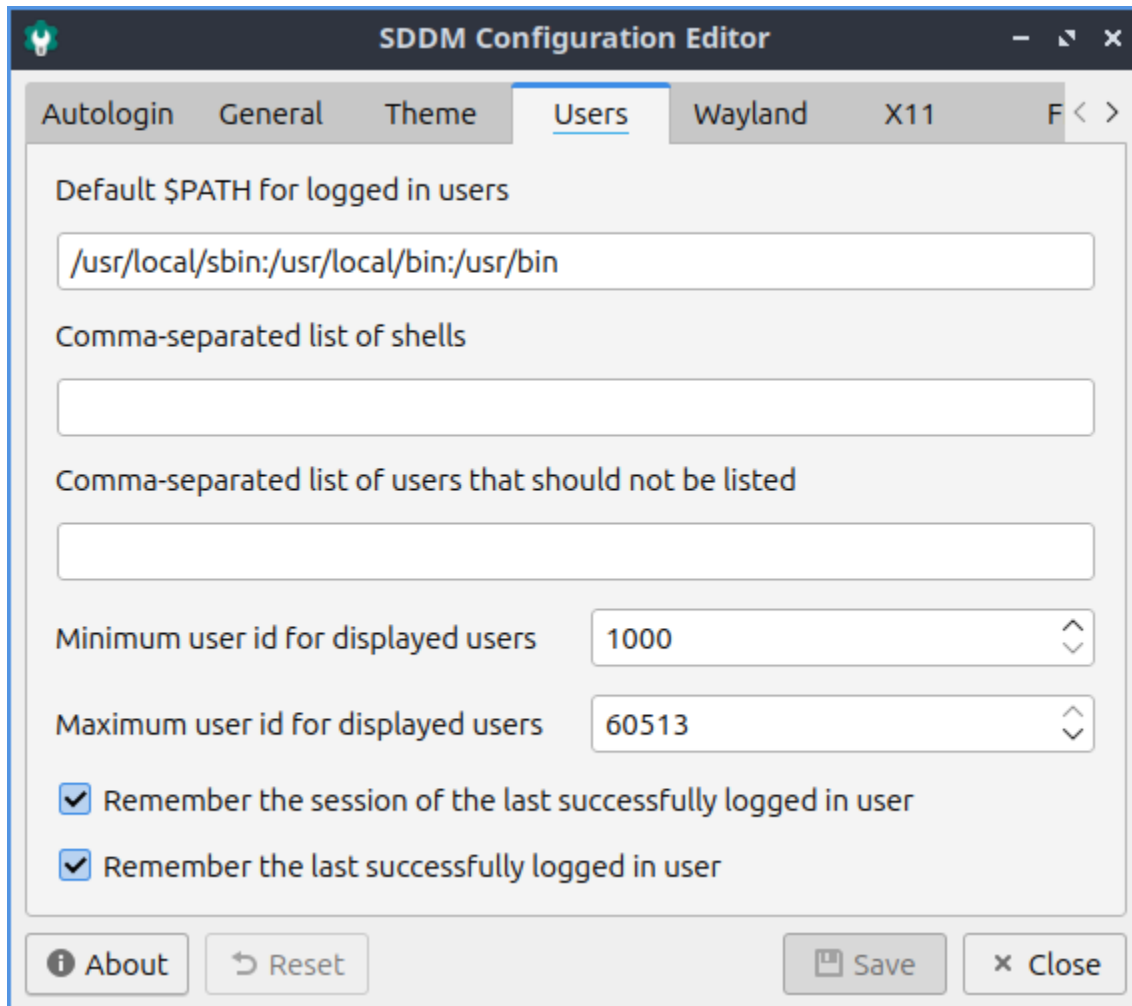 SDDM Configuration Editor
Autologin General Theme Users Wayland X11 F
Default $PATH for logged in users
/usr/local/sbin:/usr/local/bin:/usr/bin
Comma-separated list of shells
Comma-separated list of users that should not be listed
Minimum user id for displayed users 1000
Maximum user id for displayed users 60513
Remember the session of the last successfully logged in user
Remember the last successfully logged in user
About Reset Save Close